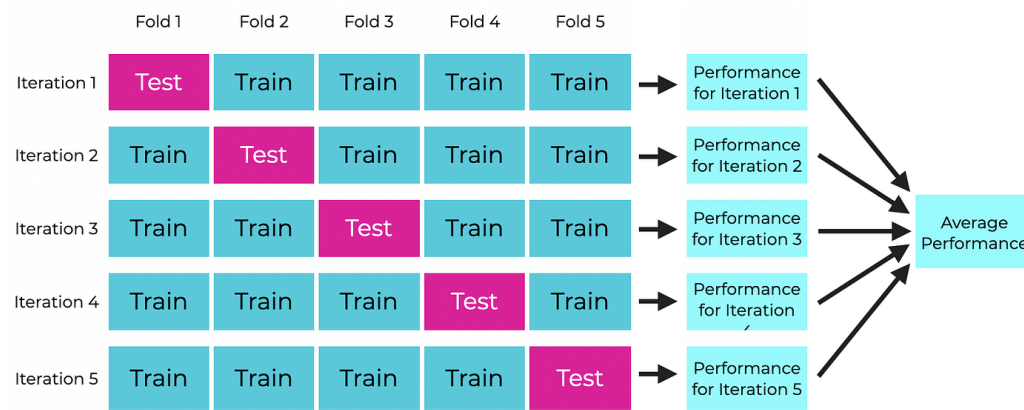 Fold 1 Fold 2 Fold 3 Fold 4 Fold 5
Iteration 1 Test Train Train Train Train Performance for Iteration 1
Iteration 2 Train Test Train Train Train Performance for Iteration 2
Iteration 3 Train Train Test Train Train Performance for Iteration 3
Average Performance
Iteration 4 Train Train Train Test Train Performance for Iteration
Iteration 5 Train Train Train Train Test Performance for Iteration 5